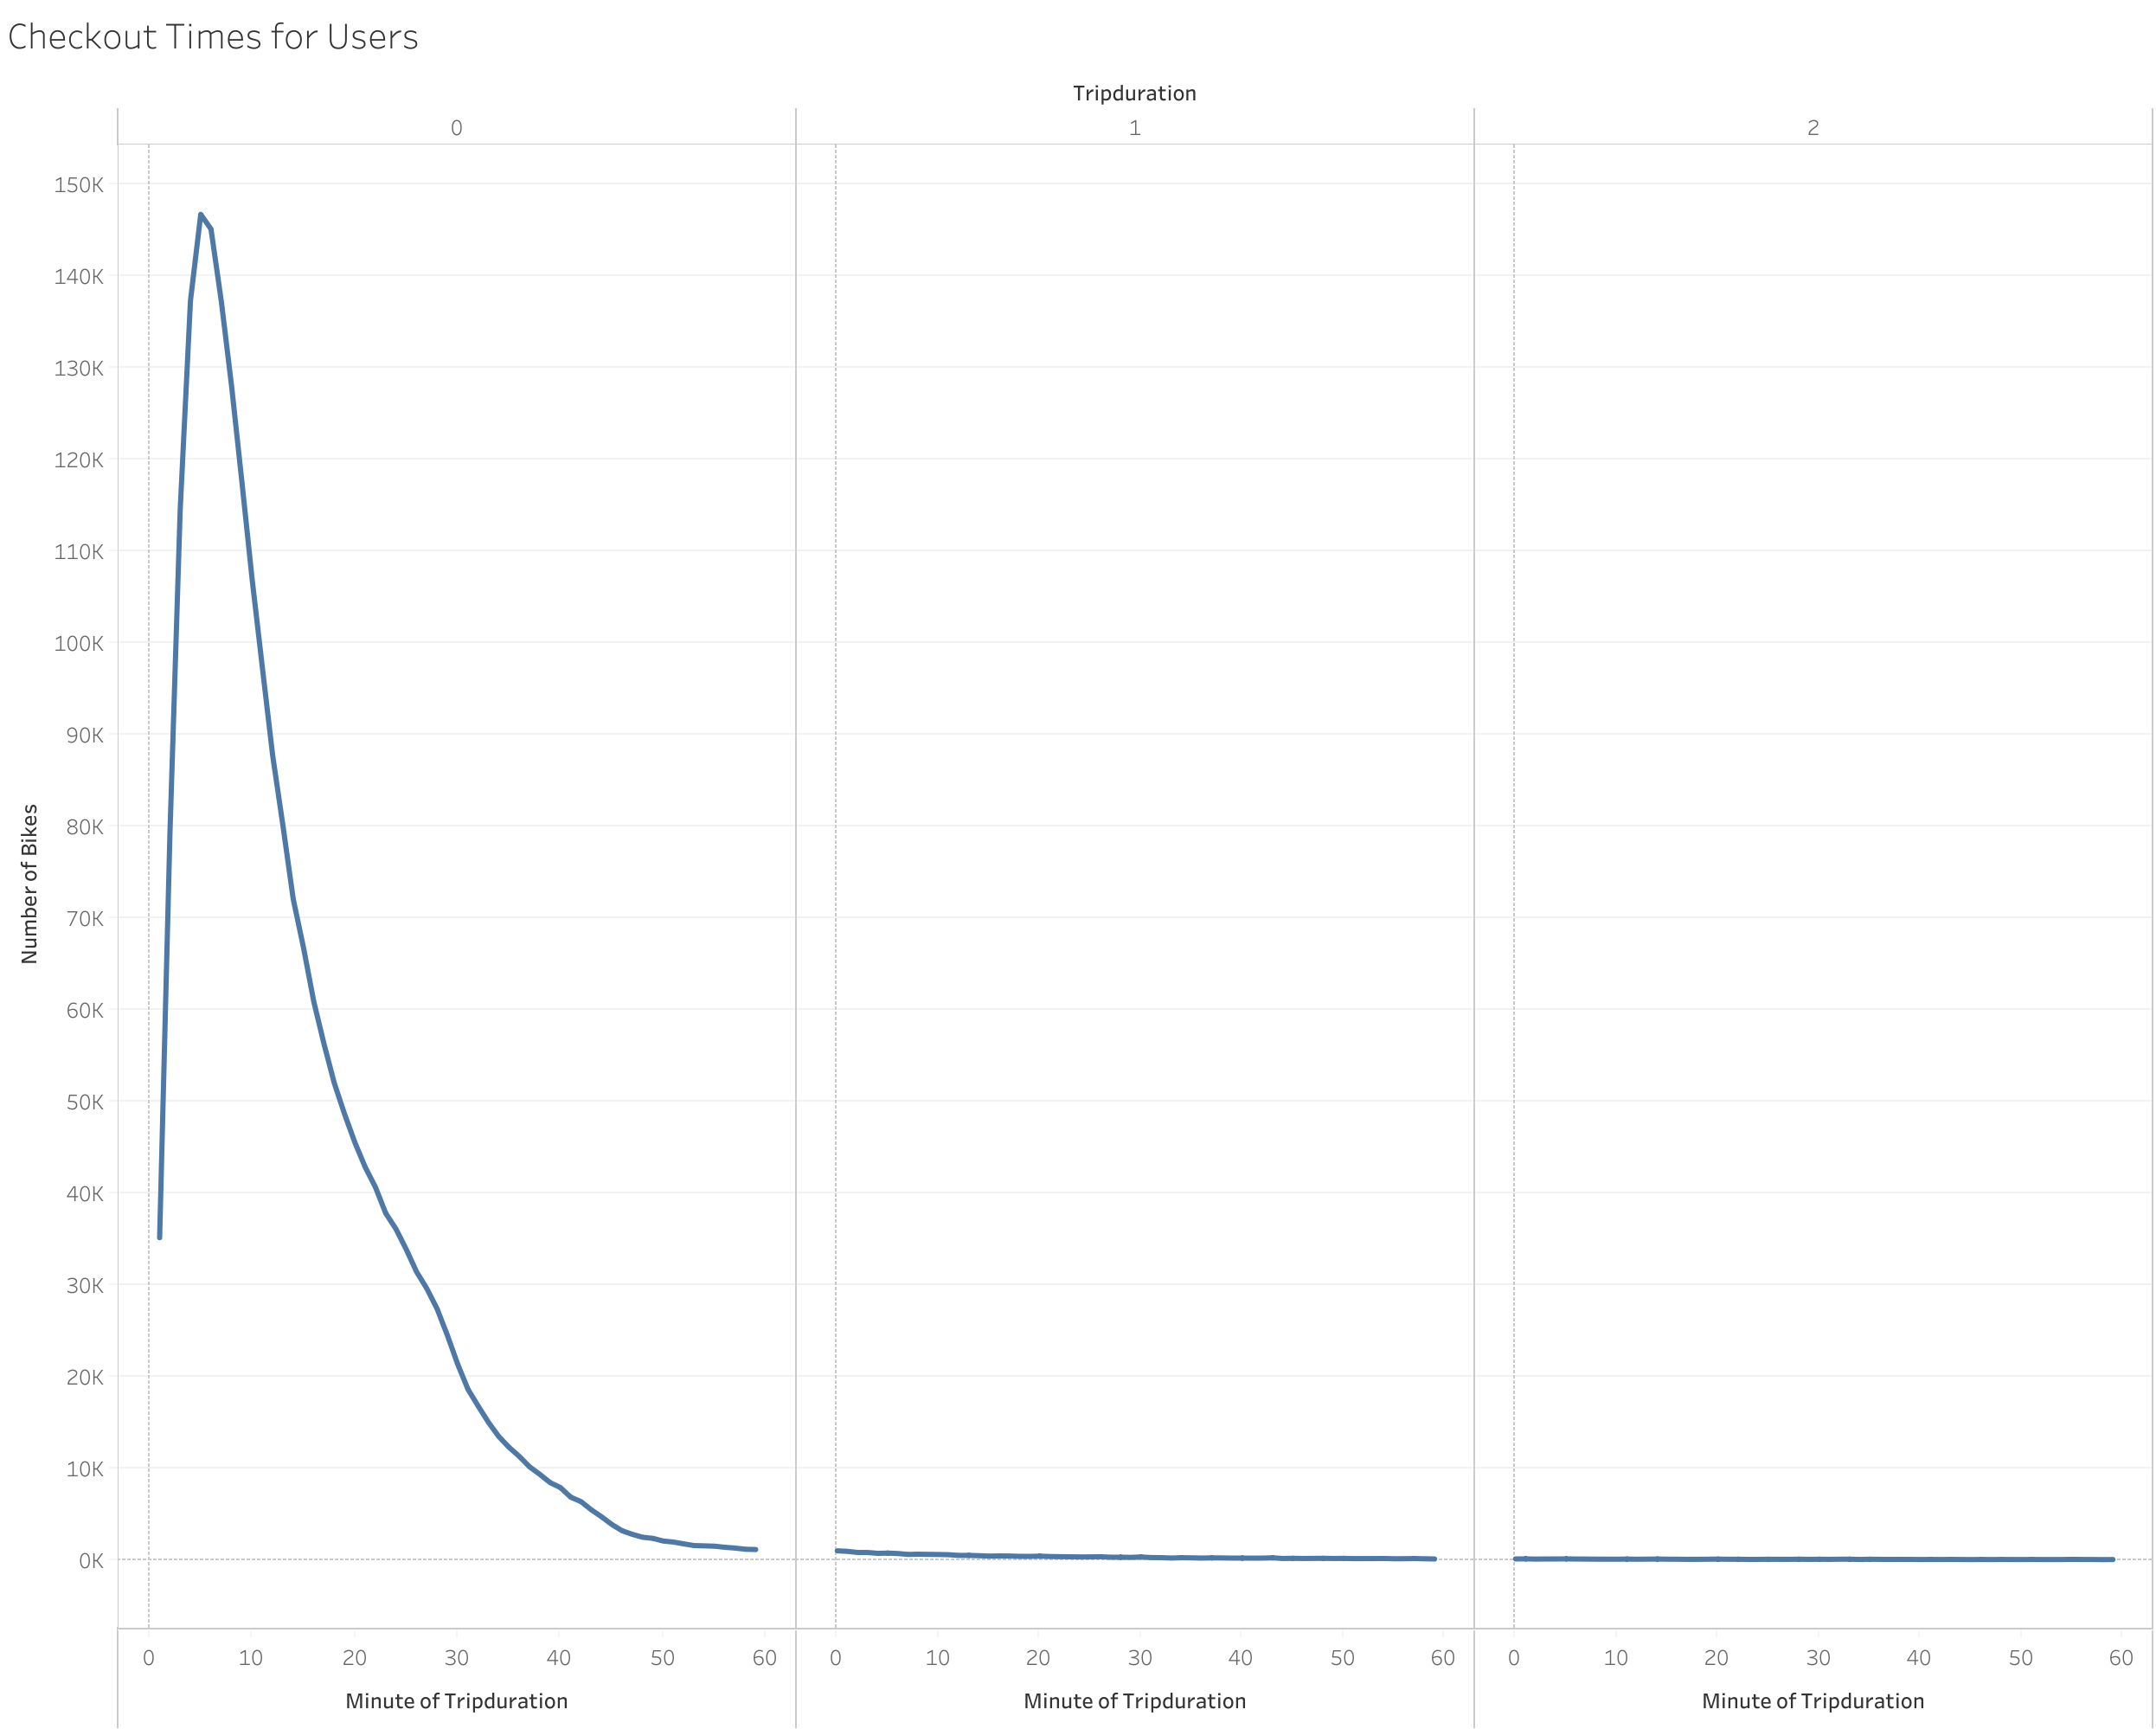 Checkout Times for Users
Tripduration
0 1 2
150K
140K
130K
120K
110K
100K
90K
80K
70K
60K
50K
40K
30K
20K
10K
0K
Number of Bikes
0 10 20 30 40 50 60 0 10 20 30 40 50 60 0 10 20 30 40 50 60
Minute of Tripduration Minute of Tripduration Minute of Tripduration